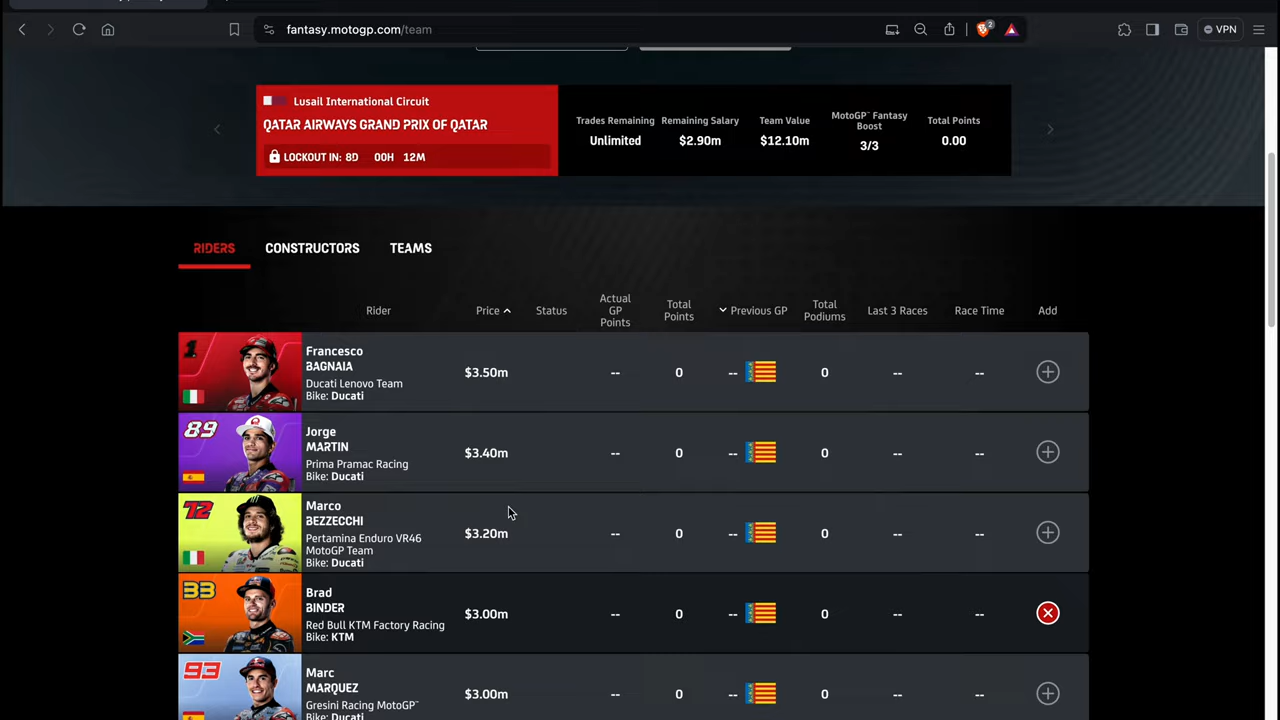 fantasy.motogp.com/team
2
VPN
Lusail International Circuit
QATAR AIRWAYS GRAND PRIX OF QATAR
LOCKOUT IN: 8D 00H 12M
Trades Remaining
Unlimited
Remaining Salary
$2.90m
Team Value
$12.10m
MotoGP™ Fantasy
Boost
3/3
Total Points
0.00
RIDERS CONSTRUCTORS TEAMS
Rider
Price
Status
Actual
GP
Points
Total
Points
Previous GP
Total
Podiums
Last 3 Races
Race Time
Add
1
Francesco
BAGNAIA
Ducati Lenovo Team
Bike: Ducati
$3.50m -- 0 -- 0 -- --
89
Jorge
MARTIN
Prima Pramac Racing
Bike: Ducati
$3.40m -- 0 -- 0 -- --
72
Marco
BEZZECCHI
Pertamina Enduro VR46
MotoGP Team
Bike: Ducati
$3.20m -- 0 -- 0 -- --
33
Brad
BINDER
Red Bull KTM Factory Racing
Bike: KTM
$3.00m -- 0 -- 0 -- --
93
Marc
MARQUEZ
Gresini Racing MotoGP™
Bike: Ducati
$3.00m -- 0 -- 0 -- --